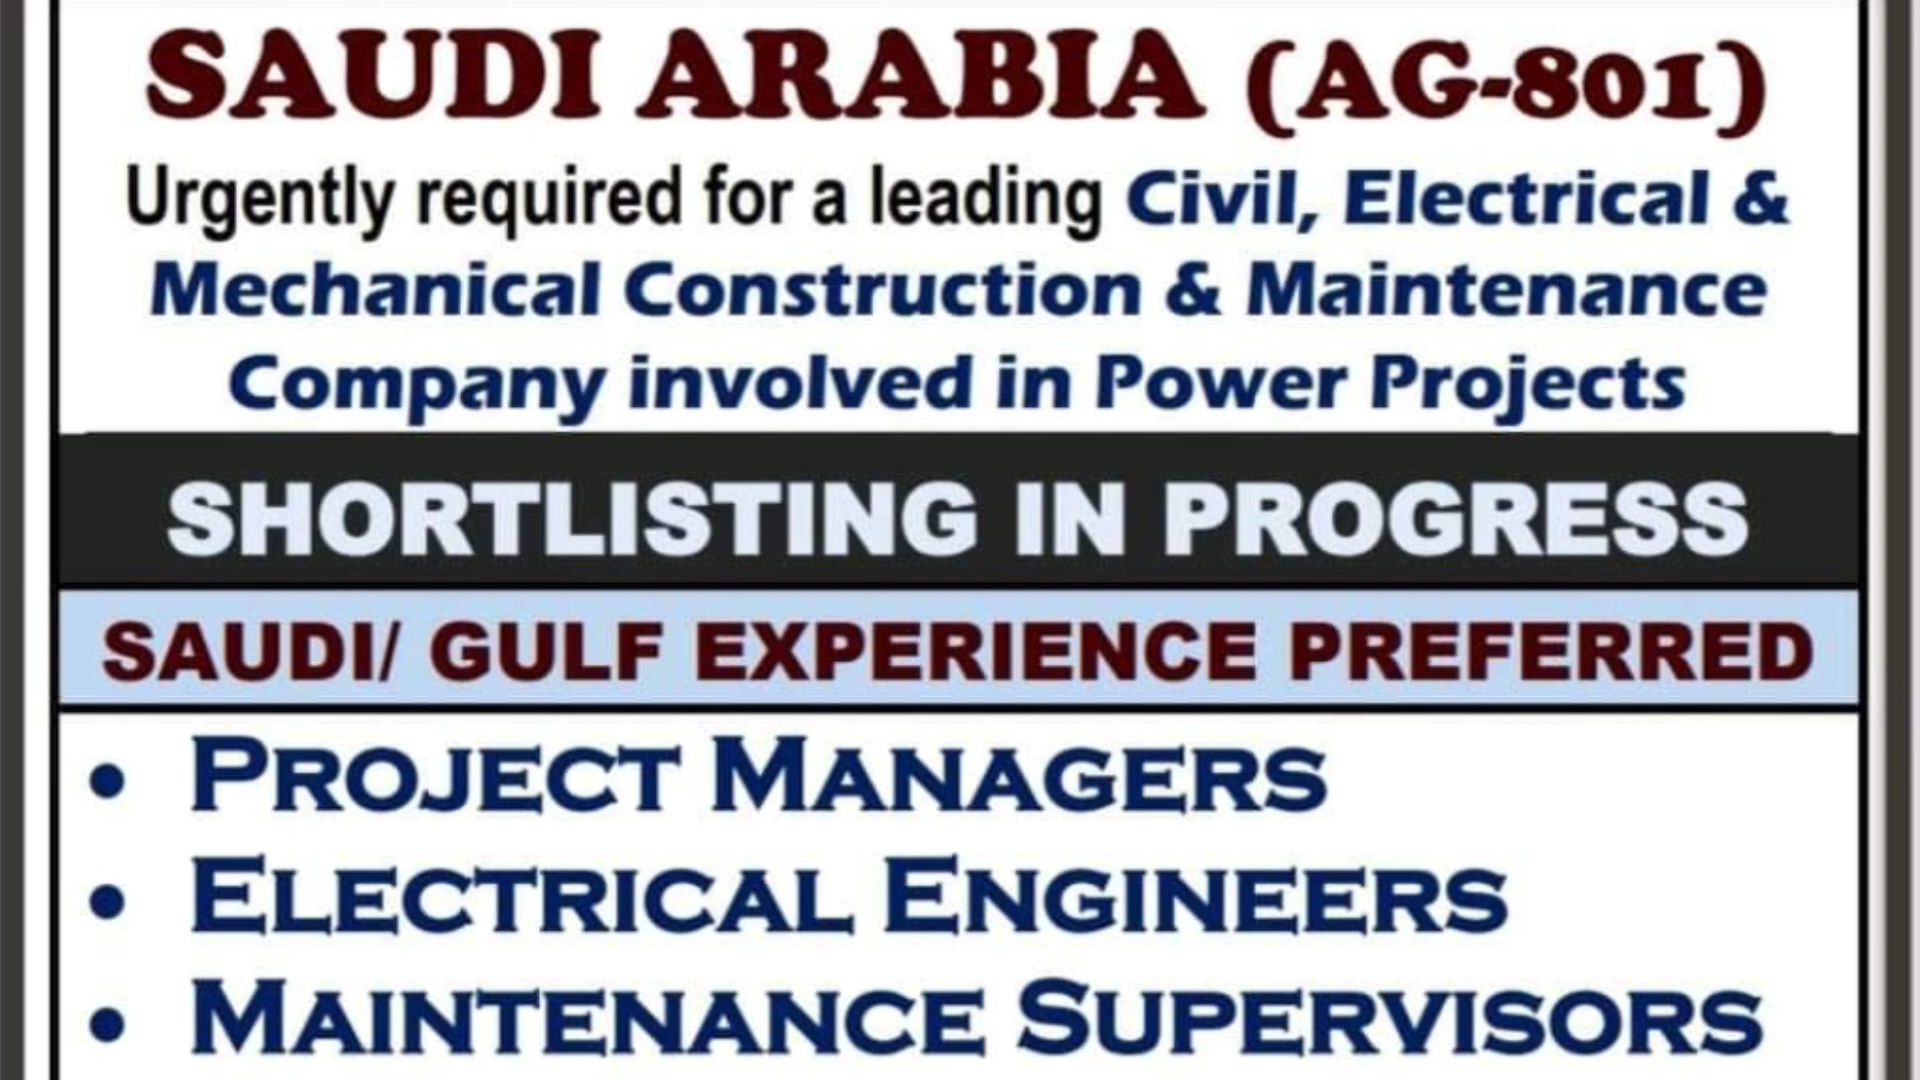 SAUDI ARABIA (AG-801)
Urgently required for a leading Civil, Electrical &
Mechanical Construction & Maintenance
Company involved in Power Projects
SHORTLISTING IN PROGRESS
SAUDI/ GULF EXPERIENCE PREFERRED
• PROJECT MANAGERS
• ELECTRICAL ENGINEERS
• MAINTENANCE SUPERVISORS